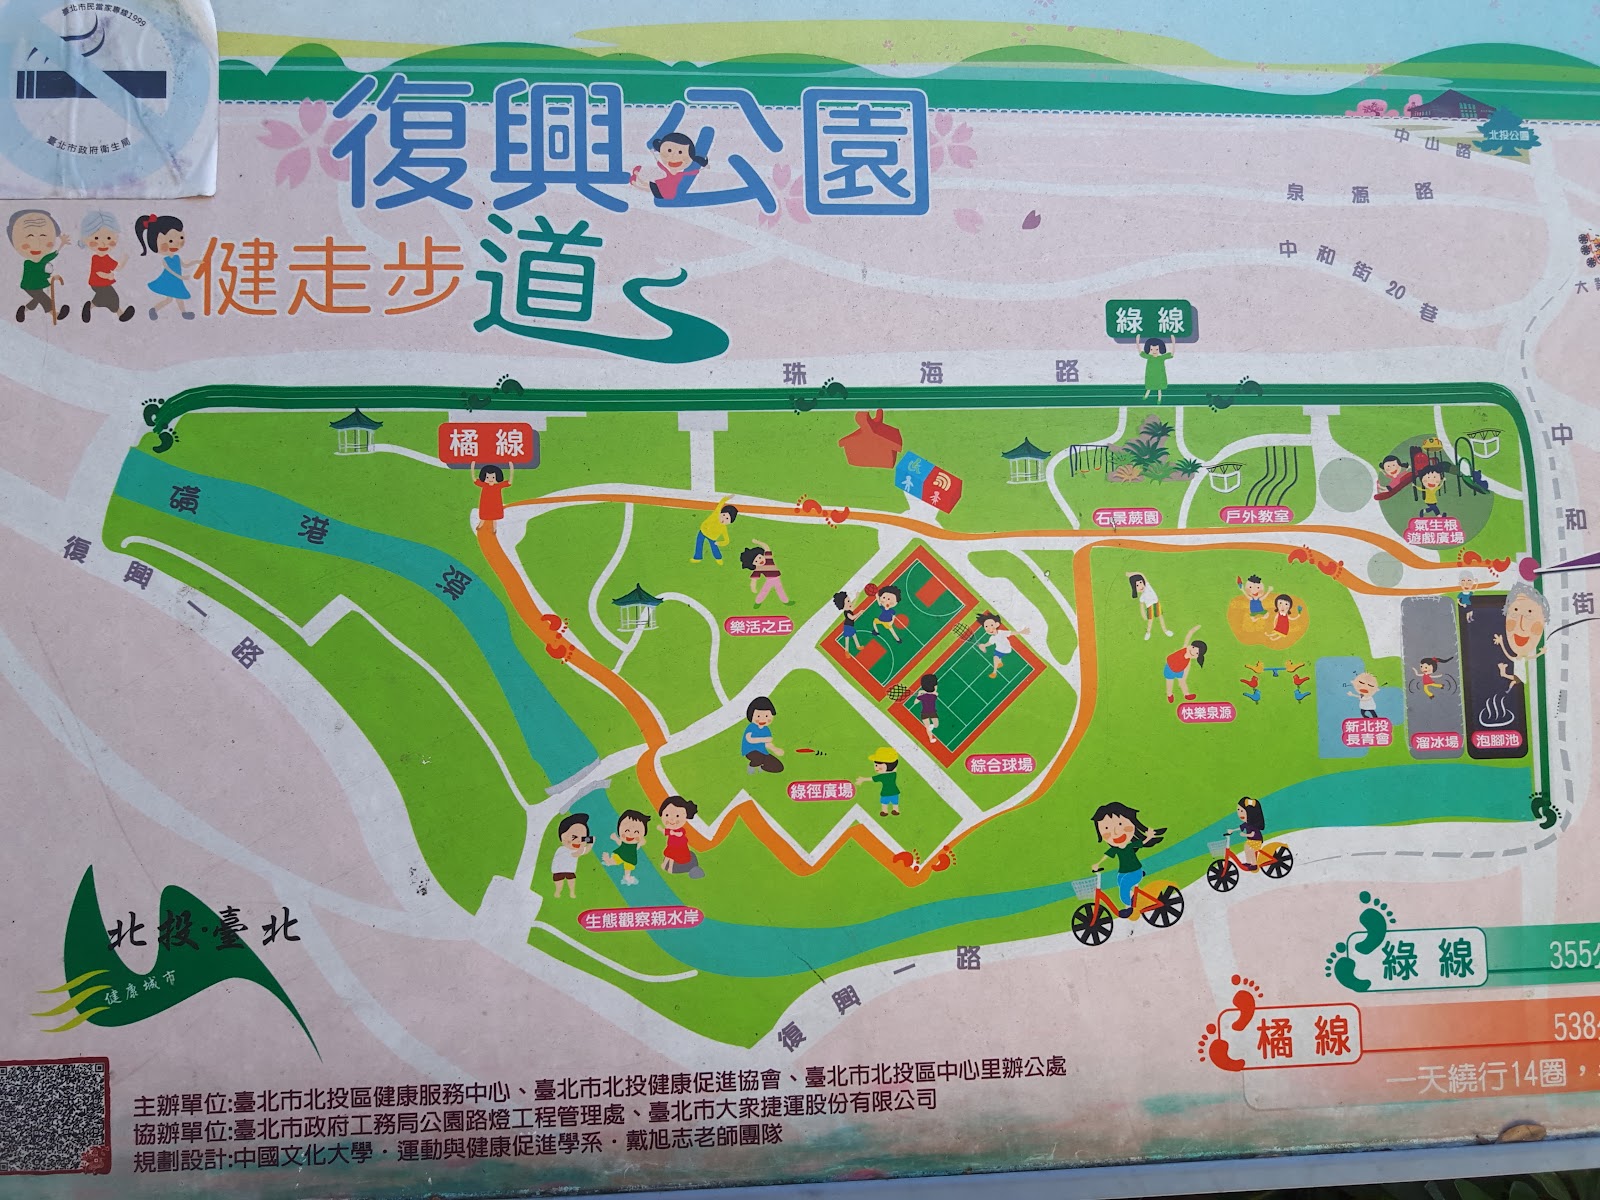 臺北市民當家專線1999
臺北市政府衛生局
復興公園
健走步道
中山路
北投公園
泉源路
中和街20巷
大
綠線
珠海路
橘線
磺港溪
復興一路
中和街
石景蕨園
戶外教室
氧生根
遊戲廣場
樂活之丘
快樂泉源
新北投
長青會
溜冰場
泡腳池
綜合球場
綠徑廣場
生態觀察親水岸
復興一路
北投·臺北
健康城市
綠線 355
橘線 538
一天繞行14圈，
主辦單位:臺北市北投區健康服務中心、臺北市北投健康促進協會、臺北市北投區中心里辦公處
協辦單位:臺北市政府工務局公園路燈工程管理處、臺北市大眾捷運股份有限公司
規劃設計:中國文化大學·運動與健康促進學系·戴旭志老師團隊